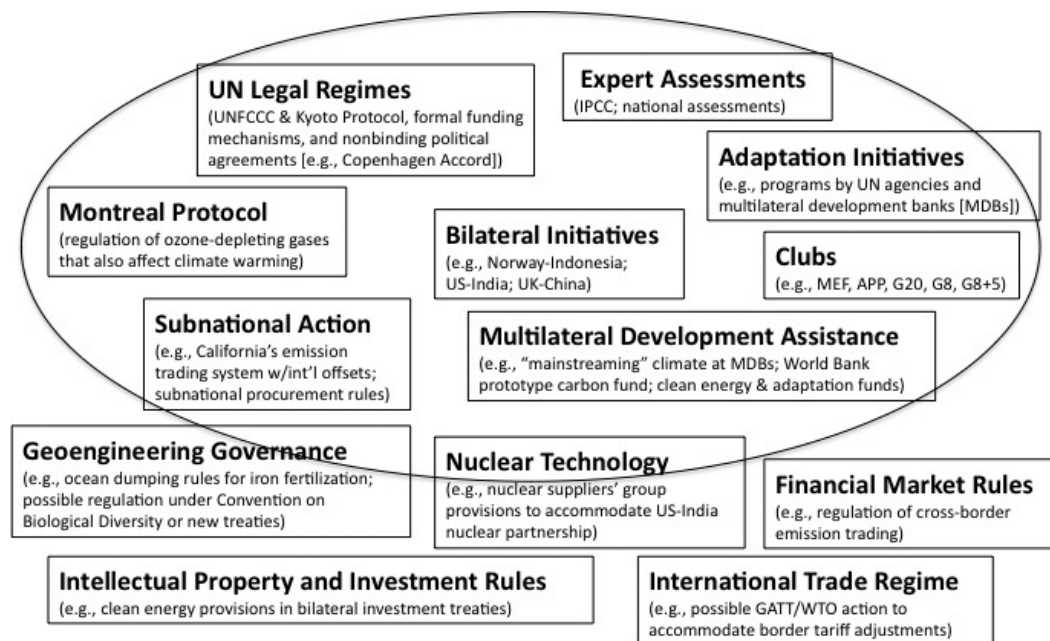 UN Legal Regimes
(UNFCCC & Kyoto Protocol, formal funding
mechanisms, and nonbinding political
agreements [e.g., Copenhagen Accord])
Expert Assessments
(IPCC; national assessments)
Adaptation Initiatives
(e.g., programs by UN agencies and
multilateral development banks [MDBs])
Montreal Protocol
(regulation of ozone-depleting gases
that also affect climate warming)
Bilateral Initiatives
(e.g., Norway-Indonesia;
US-India; UK-China)
Clubs
(e.g., MEF, APP, G20, G8, G8+5)
Subnational Action
(e.g., California's emission
trading system w/int'l offsets;
subnational procurement rules)
Multilateral Development Assistance
(e.g., "mainstreaming" climate at MDBs; World Bank
prototype carbon fund; clean energy & adaptation funds)
Geoengineering Governance
(e.g., ocean dumping rules for iron fertilization;
possible regulation under Convention on
Biological Diversity or new treaties)
Nuclear Technology
(e.g., nuclear suppliers' group
provisions to accommodate US-India
nuclear partnership)
Financial Market Rules
(e.g., regulation of cross-border
emission trading)
Intellectual Property and Investment Rules
(e.g., clean energy provisions in bilateral investment treaties)
International Trade Regime
(e.g., possible GATT/WTO action to
accommodate border tariff adjustments)